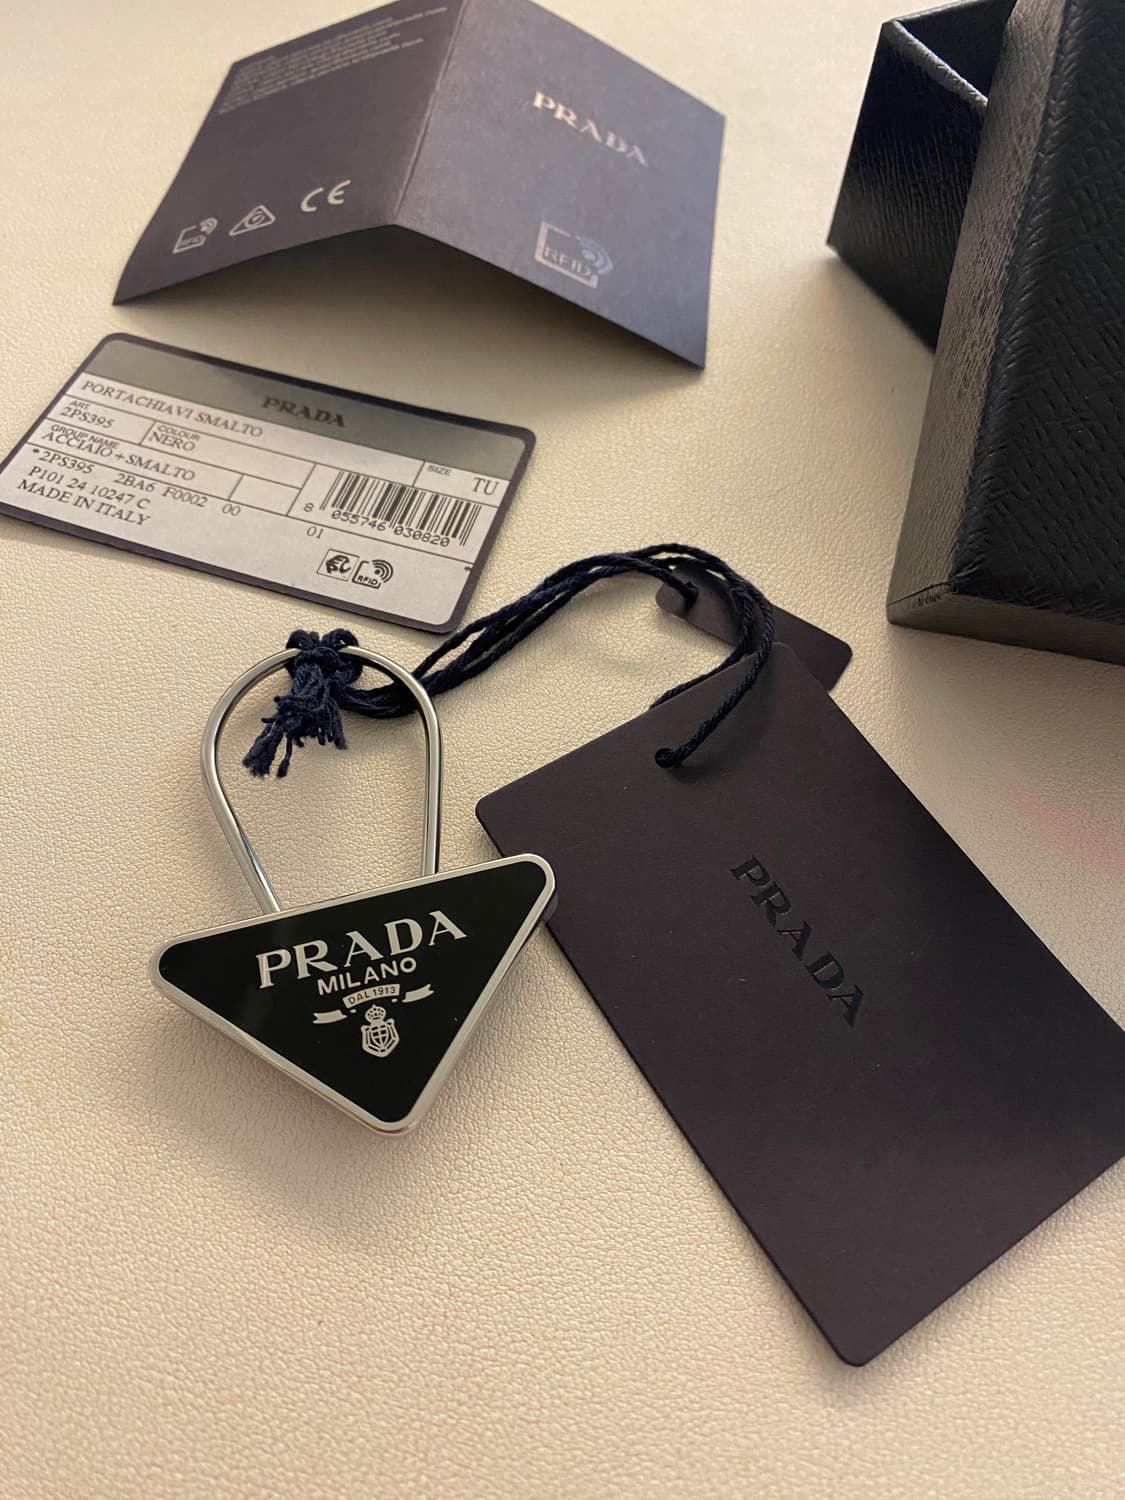 PRADA
CE
RFID
RFID
PRADA
PORTACHIAVI SMALTO
ART.
2PS395
COLOUR
NERO
GROUP NAME
ACCIAIO+SMALTO
SIZE
TU
*2PS395 2BA6 F0002 00
P101 24 10247 C
MADE IN ITALY
8 055746 030820
01
RFID
PRADA
MILANO
DAL 1913
PRADA